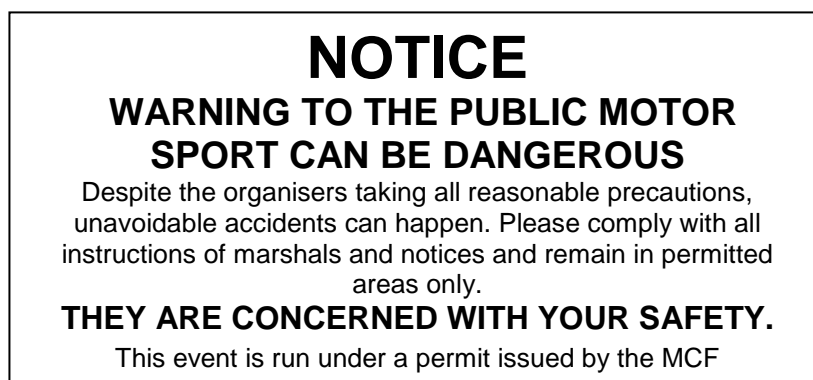 NOTICE
WARNING TO THE PUBLIC MOTOR
SPORT CAN BE DANGEROUS
Despite the organisers taking all reasonable precautions,
unavoidable accidents can happen. Please comply with all
instructions of marshals and notices and remain in permitted
areas only.
THEY ARE CONCERNED WITH YOUR SAFETY.
This event is run under a permit issued by the MCF